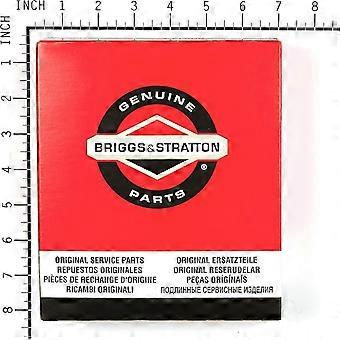 INCH 1 2 3 4 5 6 7 8
INCH
1
2
3
4
5
6
7
8
GENUINE
BRIGGS&STRATTON
®
PARTS
ORIGINAL SERVICE PARTS
REPUESTOS ORIGINALES
PIÈCES DE RECHANGE D'ORIGINE
RICAMBI ORIGINALI
ORIGINAL ERSATZTEILE
ORIGINAL RESERUDELAR
PEÇAS ORIGINAIS
ПОДЛИННЫЕ СЕРВИСНЫЕ ИЗДЕЛИЯ